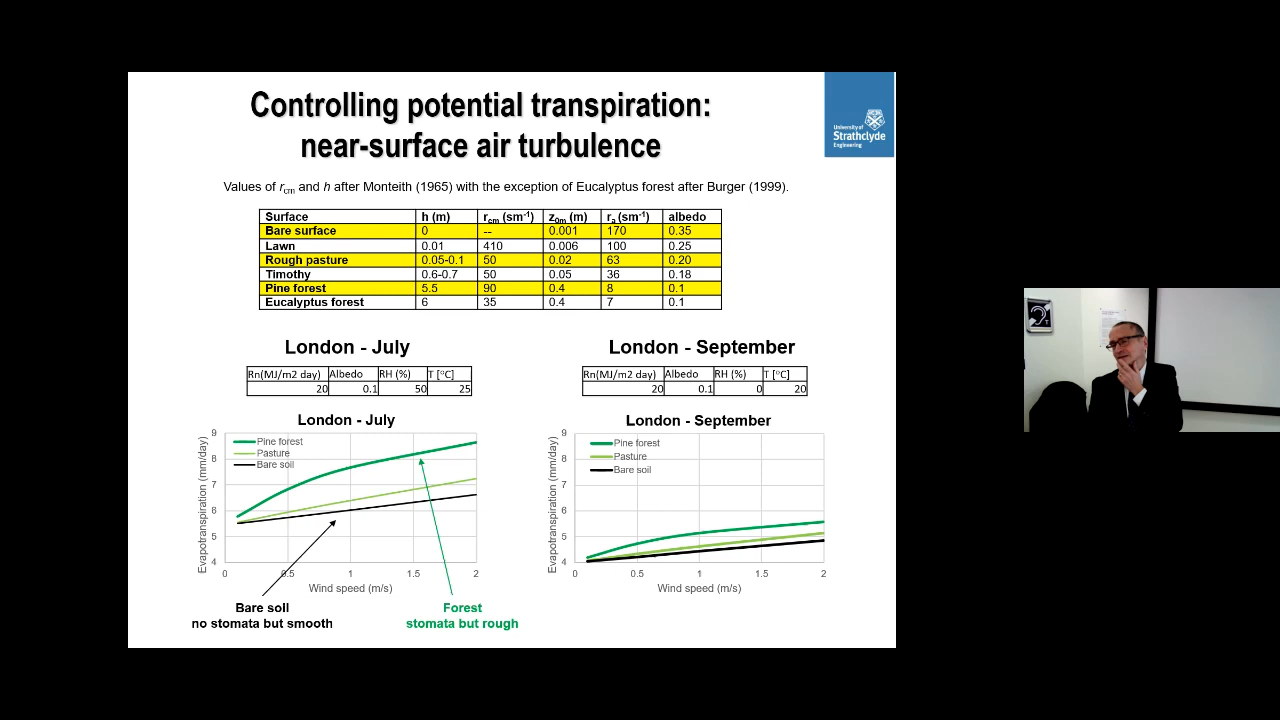 Controlling potential transpiration:
near-surface air turbulence
University of
Strathclyde
Engineering
Values of rcm and h after Monteith (1965) with the exception of Eucalyptus forest after Burger (1999).
Surface h (m) rcm (sm-1) z0m (m) ra (sm-1) albedo
Bare surface 0 -- 0.001 170 0.35
Lawn 0.01 410 0.006 100 0.25
Rough pasture 0.05-0.1 50 0.02 63 0.20
Timothy 0.6-0.7 50 0.05 36 0.18
Pine forest 5.5 90 0.4 8 0.1
Eucalyptus forest 6 35 0.4 7 0.1
London - July
Rn(MJ/m2 day) Albedo RH (%) T [°C]
20 0.1 50 25
London - July
Evapotranspiration (mm/day)
9
8
7
6
5
4
Pine forest
Pasture
Bare soil
0 0.5 1 1.5 2
Wind speed (m/s)
Bare soil
no stomata but smooth
Forest
stomata but rough
London - September
Rn(MJ/m2 day) Albedo RH (%) T [°C]
20 0.1 0 20
London - September
Evapotranspiration (mm/day)
9
8
7
6
5
4
Pine forest
Pasture
Bare soil
0 0.5 1 1.5 2
Wind speed (m/s)
T